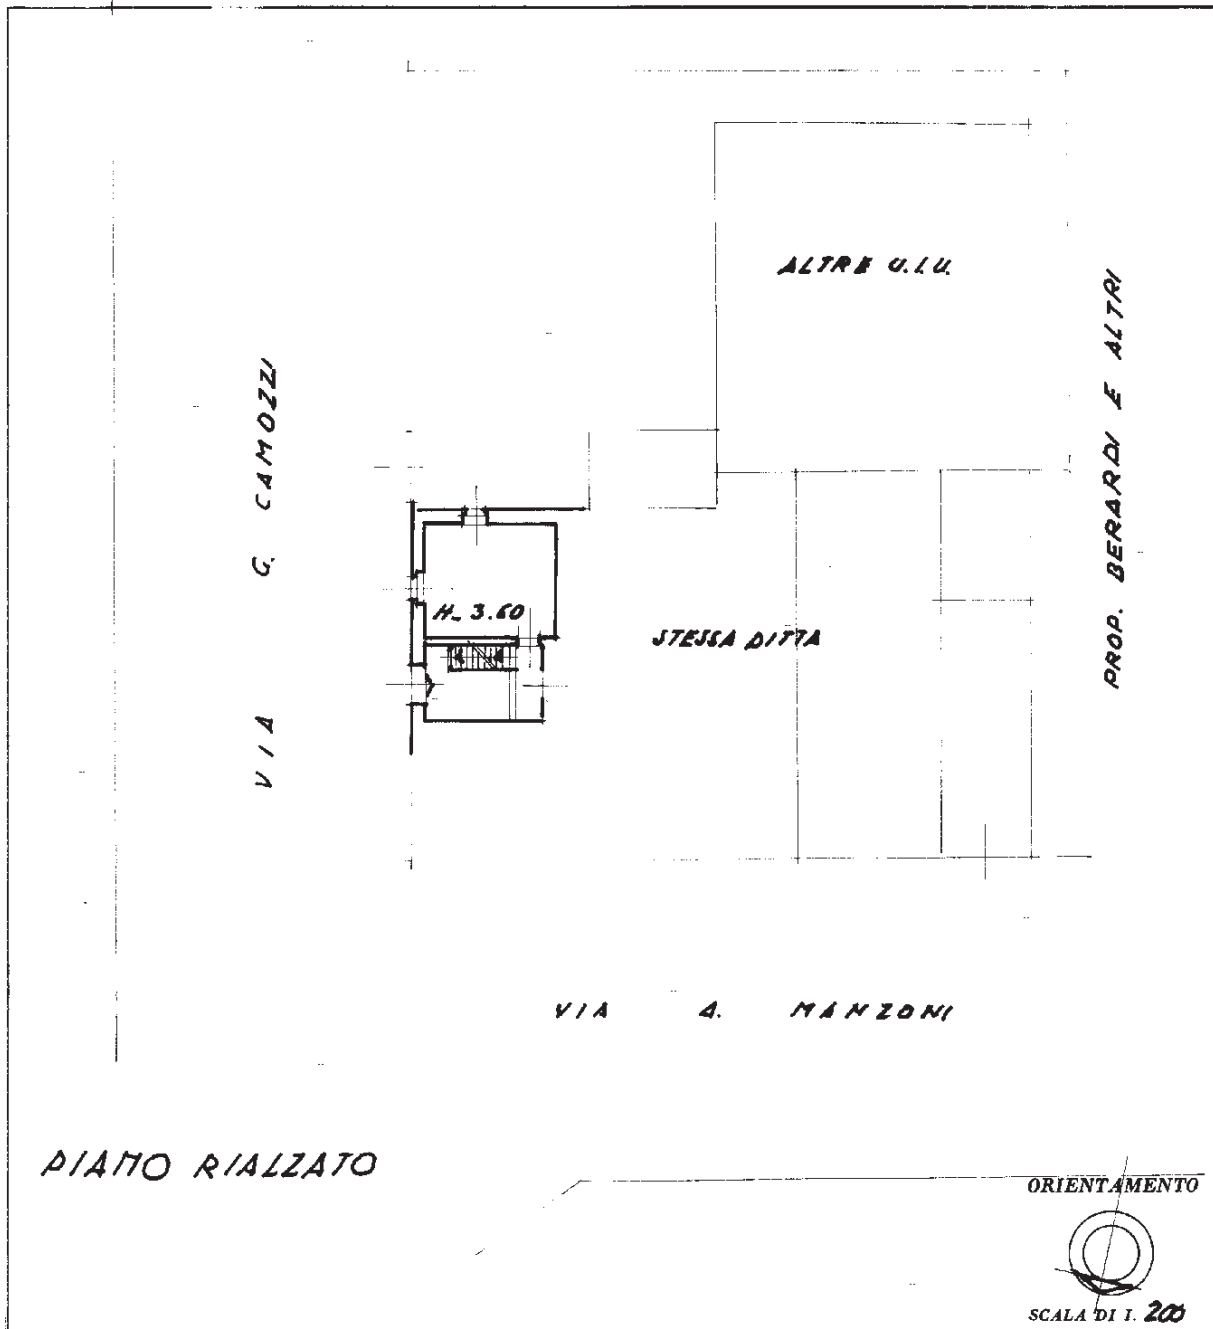 ALTRE U.I.U.
VIA G. CAMOZZI
PROP. BERARDI E ALTRI
H_ 3.60
STESSA DITTA
VIA A. MANZONI
PIANO RIALZATO
ORIENTAMENTO
SCALA DI 1. 200